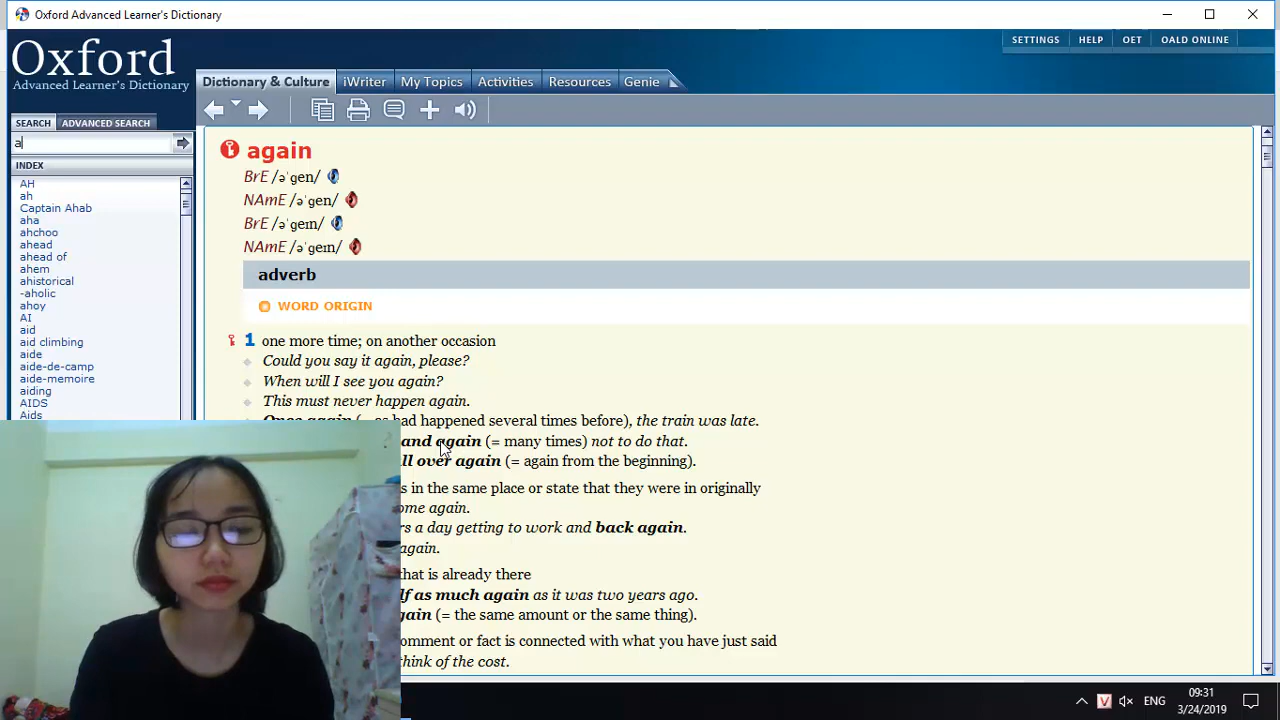 Oxford Advanced Learner's Dictionary
Oxford
Advanced Learner's Dictionary
SETTINGS HELP OET OALD ONLINE
Dictionary & Culture iWriter My Topics Activities Resources Genie
SEARCH ADVANCED SEARCH
a
INDEX
AH
ah
Captain Ahab
aha
ahchoo
ahead
ahead of
ahem
ahistorical
-aholic
ahoy
AI
aid
aid climbing
aide
aide-de-camp
aide-memoire
aiding
AIDS
Aids
again
BrE /əˈɡen/
NAmE /əˈɡen/
BrE /əˈɡeɪn/
NAmE /əˈɡeɪn/
adverb
WORD ORIGIN
1 one more time; on another occasion
Could you say it again, please?
When will I see you again?
This must never happen again.
Once again (= as had happened several times before), the train was late.
and again (= many times) not to do that.
ll over again (= again from the beginning).
s in the same place or state that they were in originally
ome again.
rs a day getting to work and back again.
again.
that is already there
lf as much again as it was two years ago.
gain (= the same amount or the same thing).
omment or fact is connected with what you have just said
think of the cost.
V ENG 09:31
3/24/2019